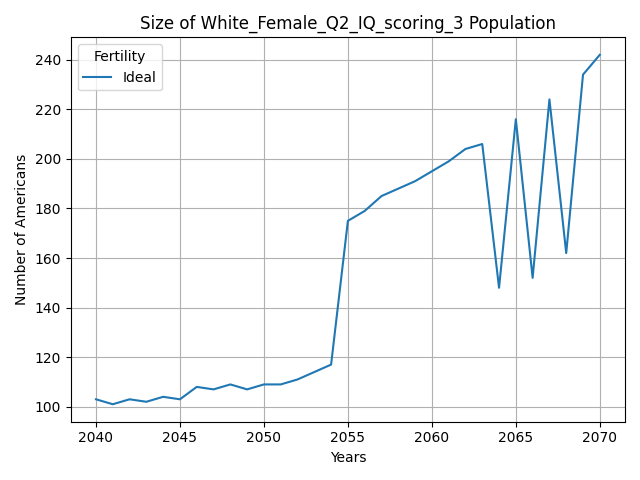 Size of White_Female_Q2_IQ_scoring_3 Population
Fertility
Ideal
Number of Americans
240
220
200
180
160
140
120
100
2040 2045 2050 2055 2060 2065 2070
Years